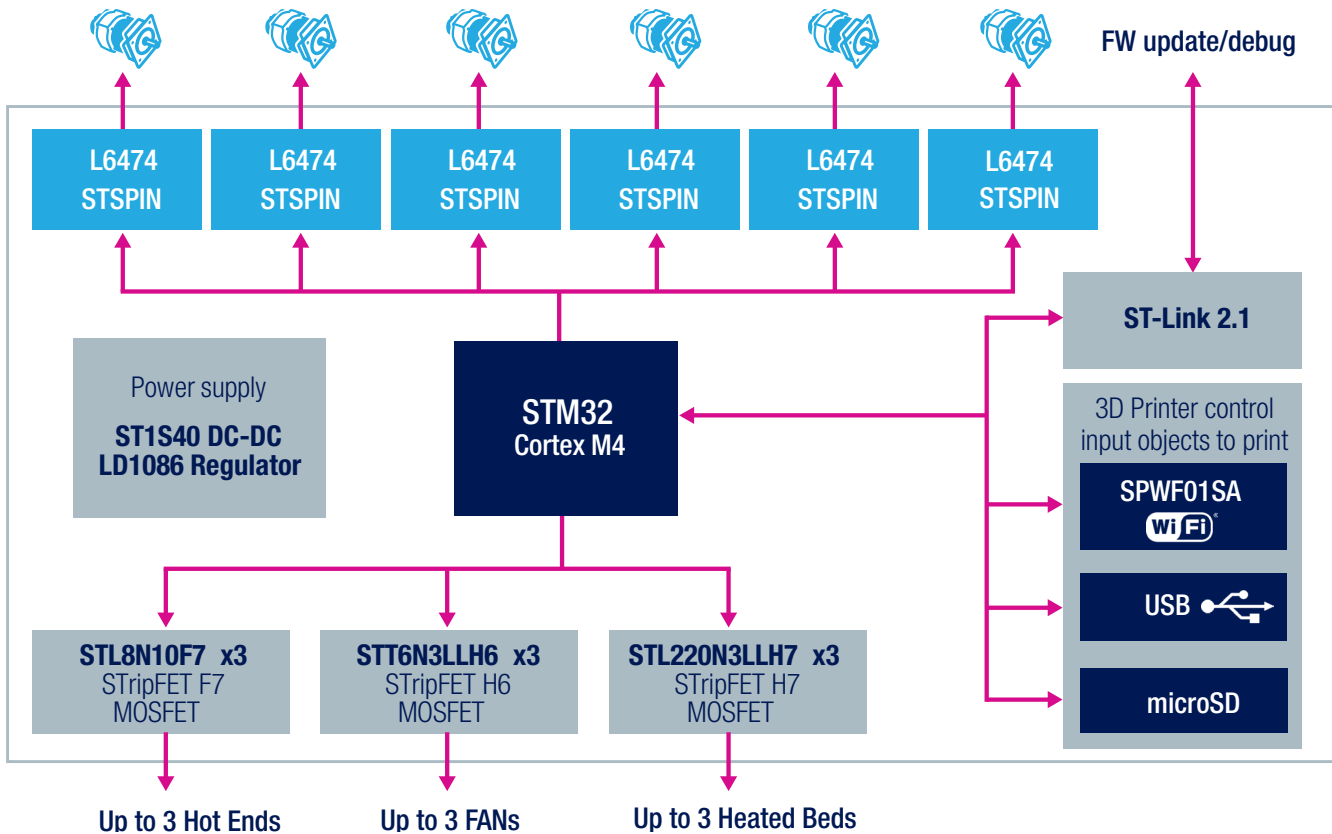 FW update/debug
L6474
STSPIN
L6474
STSPIN
L6474
STSPIN
L6474
STSPIN
L6474
STSPIN
L6474
STSPIN
ST-Link 2.1
Power supply
ST1S40 DC-DC
LD1086 Regulator
STM32
Cortex M4
3D Printer control
input objects to print
SPWF01SA
WiFi
USB
microSD
STL8N10F7 x3
STripFET F7
MOSFET
STT6N3LLH6 x3
STripFET H6
MOSFET
STL220N3LLH7 x3
STripFET H7
MOSFET
Up to 3 Hot Ends
Up to 3 FANs
Up to 3 Heated Beds